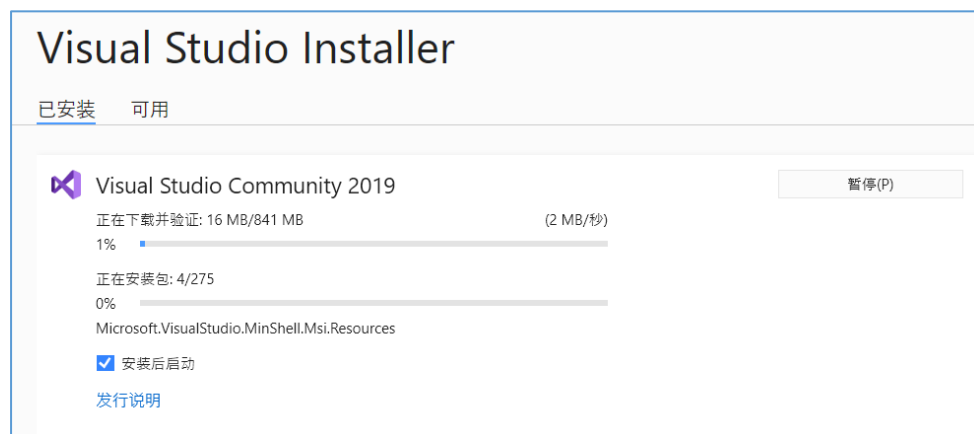 Visual Studio Installer
已安装 可用
Visual Studio Community 2019 暂停(P)
正在下载并验证: 16 MB/841 MB (2 MB/秒)
1%
正在安装包: 4/275
0%
Microsoft.VisualStudio.MinShell.Msi.Resources
安装后启动
发行说明